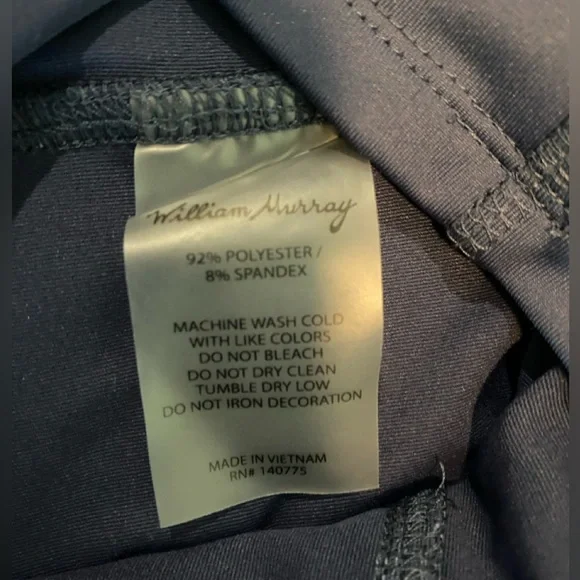 William Murray
92% POLYESTER /
8% SPANDEX
MACHINE WASH COLD
WITH LIKE COLORS
DO NOT BLEACH
DO NOT DRY CLEAN
TUMBLE DRY LOW
DO NOT IRON DECORATION
MADE IN VIETNAM
RN# 140775